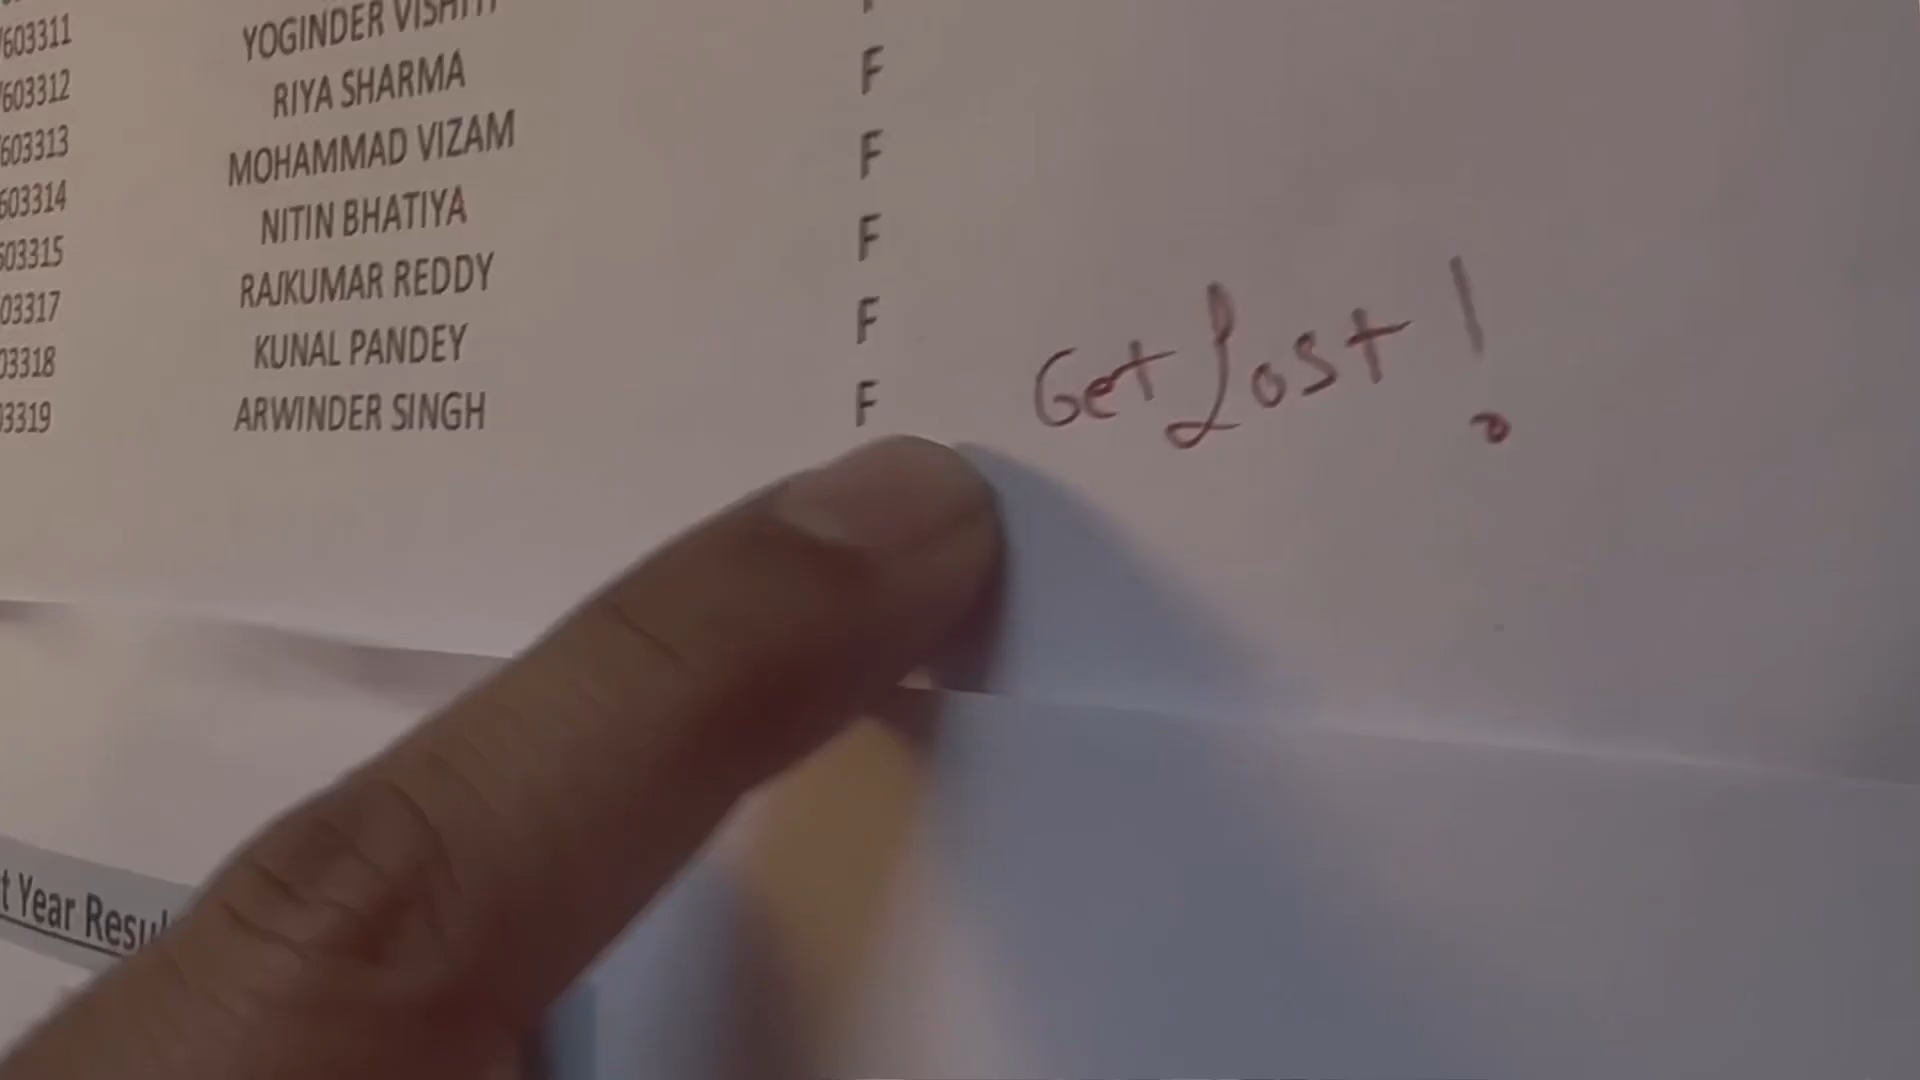 603311 YOGINDER
603312 RIYA SHARMA F
603313 MOHAMMAD VIZAM F
603314 NITIN BHATIYA F
603315 RAJKUMAR REDDY F
03317 KUNAL PANDEY F
03318 ARWINDER SINGH
03319
Get Lost !
t Year Resul